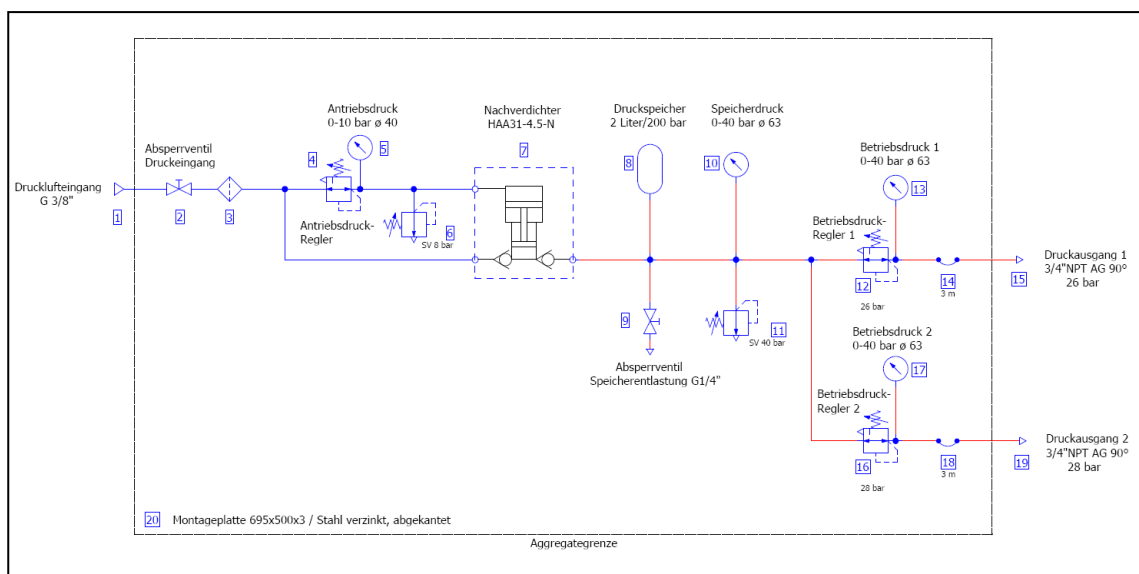 Antriebsdruck
0-10 bar ø 40
Nachverdichter
HAA31-4.5-N
Druckspeicher
2 Liter/200 bar
Speicherdruck
0-40 bar ø 63
Absperrventil
Druckeingang
4
5
7
8
10
Betriebsdruck 1
0-40 bar ø 63
13
Drucklufteingang
G 3/8"
1
2
3
Antriebsdruck-
Regler
6
SV 8 bar
Betriebsdruck-
Regler 1
12
26 bar
14
3 m
15
Druckausgang 1
3/4"NPT AG 90°
26 bar
9
11
SV 40 bar
Absperrventil
Speicherentlastung G1/4"
Betriebsdruck 2
0-40 bar ø 63
17
Betriebsdruck-
Regler 2
16
28 bar
18
3 m
19
Druckausgang 2
3/4"NPT AG 90°
28 bar
20 Montageplatte 695x500x3 / Stahl verzinkt, abgekantet
Aggregategrenze